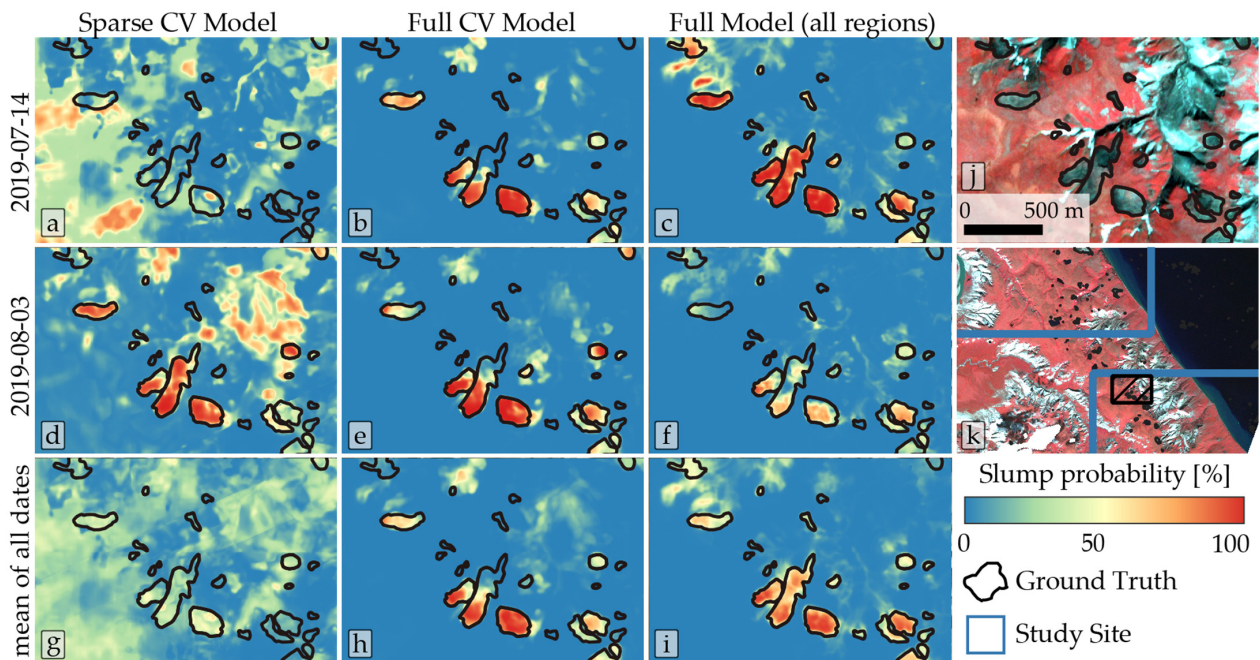 Sparse CV Model
Full CV Model
Full Model (all regions)
2019-07-14
a
b
c
j
0
500 m
2019-08-03
d
e
f
k
mean of all dates
g
h
i
Slump probability [%]
0
50
100
Ground Truth
Study Site